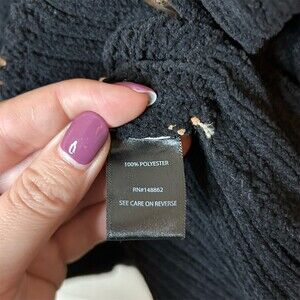 100% POLYESTER
RN#148862
SEE CARE ON REVERSE